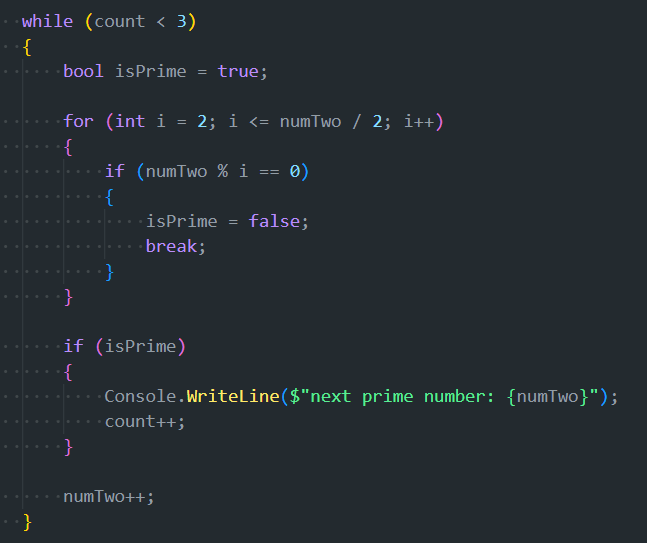 while (count < 3)
{
bool isPrime = true;
for (int i = 2; i <= numTwo / 2; i++)
{
if (numTwo % i == 0)
{
isPrime = false;
break;
}
}
if (isPrime)
{
Console.WriteLine($"next prime number: {numTwo}");
count++;
}
numTwo++;
}